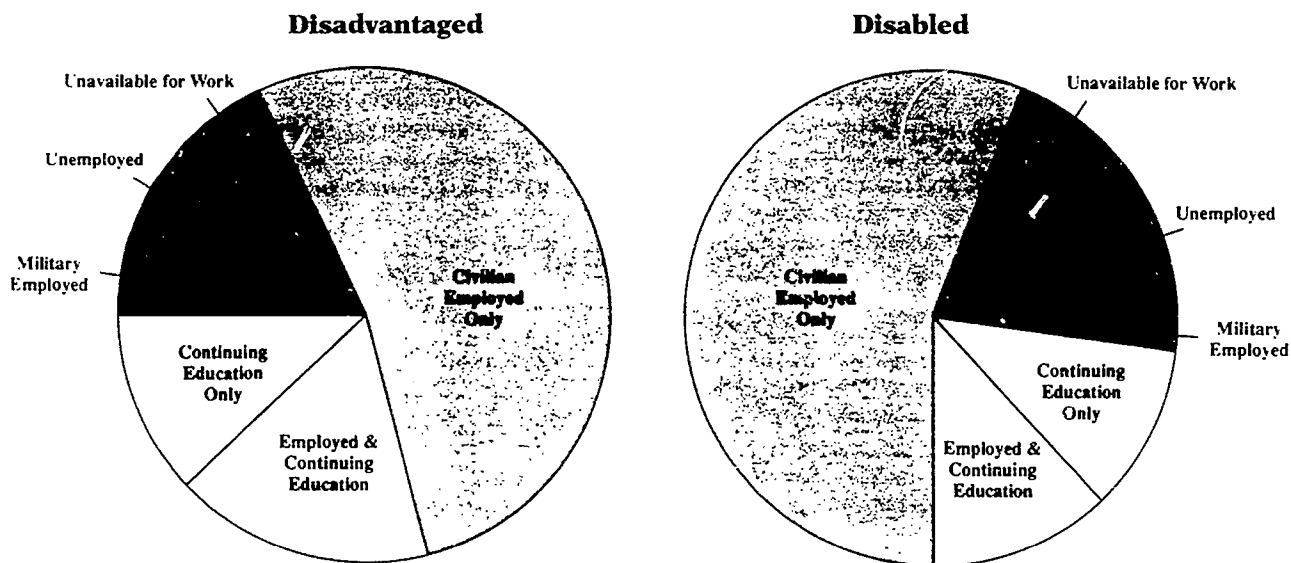 Disadvantaged
Unavailable for Work
Unemployed
Military
Employed
Civilian
Employed
Only
Continuing
Education
Only
Employed &
Continuing
Education
Disabled
Unavailable for Work
Unemployed
Military
Employed
Civilian
Employed
Only
Continuing
Education
Only
Employed &
Continuing
Education